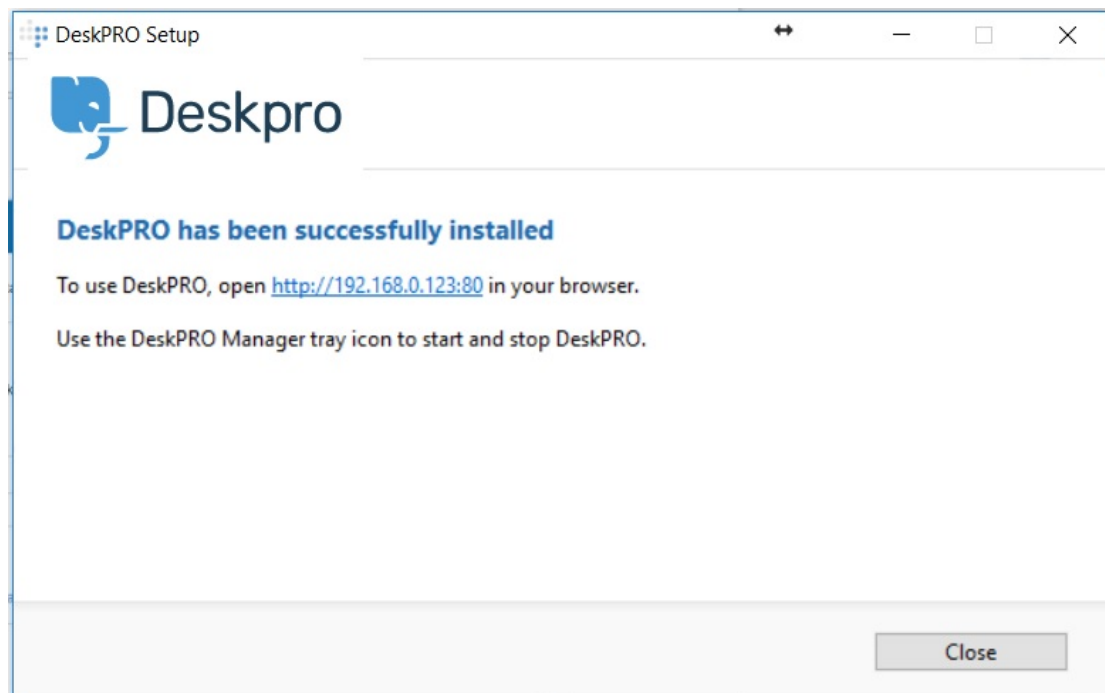 DeskPRO Setup
Deskpro
DeskPRO has been successfully installed
To use DeskPRO, open http://192.168.0.123:80 in your browser.
Use the DeskPRO Manager tray icon to start and stop DeskPRO.
Close